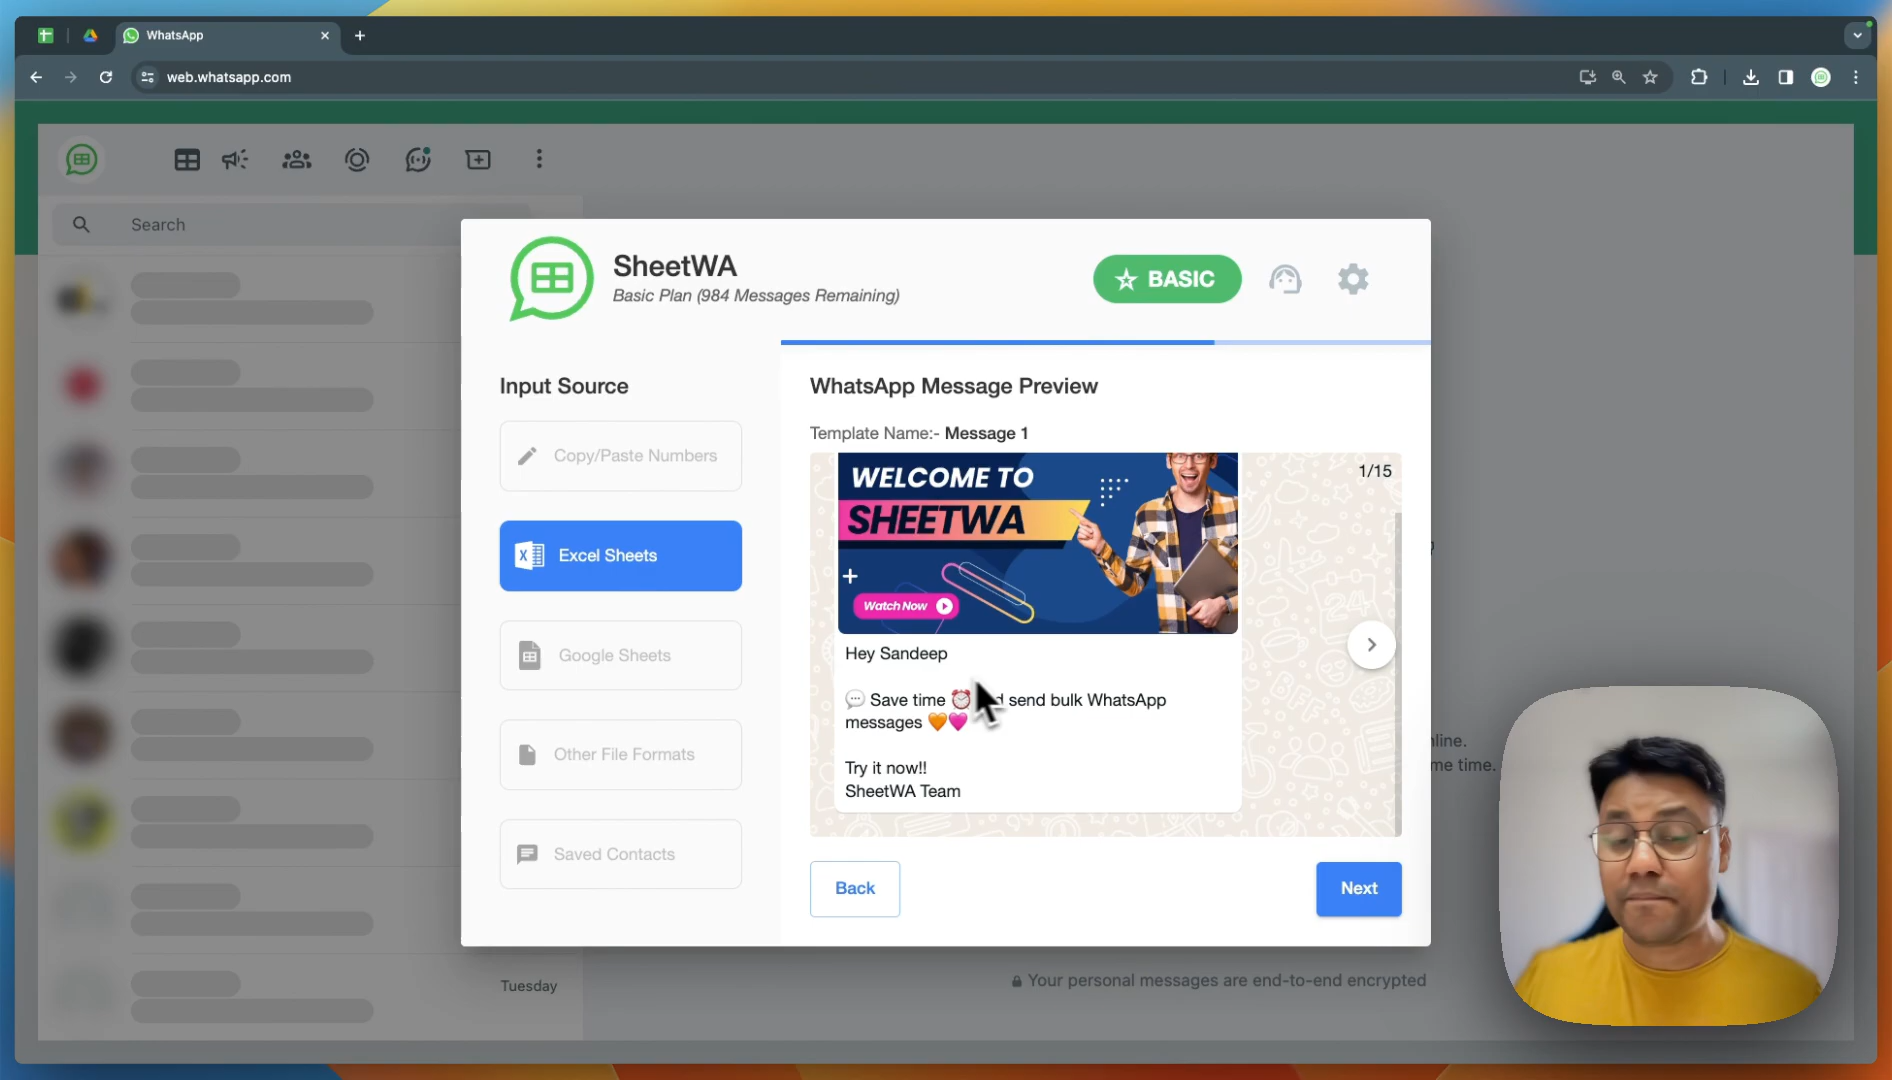 WhatsApp
web.whatsapp.com
Search
SheetWA
Basic Plan (984 Messages Remaining)
BASIC
Input Source
Copy/Paste Numbers
Excel Sheets
Google Sheets
Other File Formats
Saved Contacts
WhatsApp Message Preview
Template Name:- Message 1
1/15
WELCOME TO
SHEETWA
Watch Now
Hey Sandeep
💬 Save time ⏰ send bulk WhatsApp
messages 🧡💖
Try it now!!
SheetWA Team
Back
Next
me time.
Tuesday
Your personal messages are end-to-end encrypted